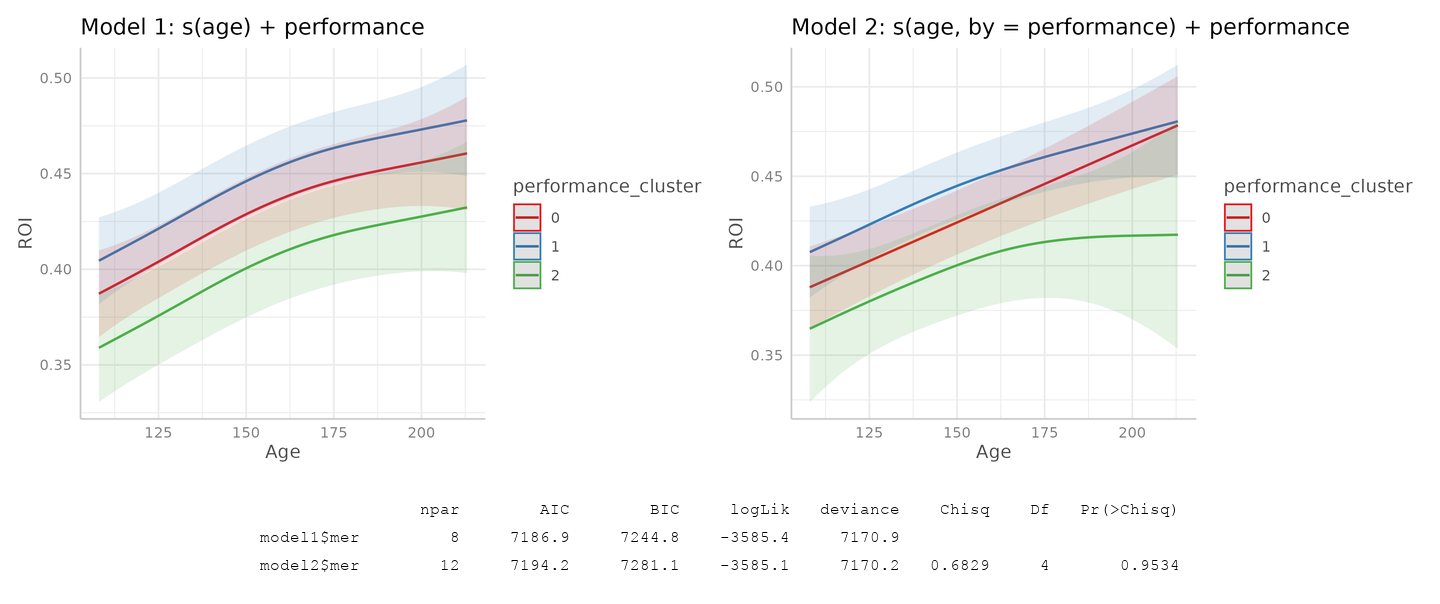 Model 1: s(age) + performance
ROI
0.50
0.45
0.40
0.35
125 150 175 200
Age
performance_cluster
0
1
2
Model 2: s(age, by = performance) + performance
ROI
0.50
0.45
0.40
0.35
125 150 175 200
Age
performance_cluster
0
1
2
npar AIC BIC logLik deviance Chisq Df Pr(>Chisq)
model1$mer 8 7186.9 7244.8 -3585.4 7170.9
model2$mer 12 7194.2 7281.1 -3585.1 7170.2 0.6829 4 0.9534